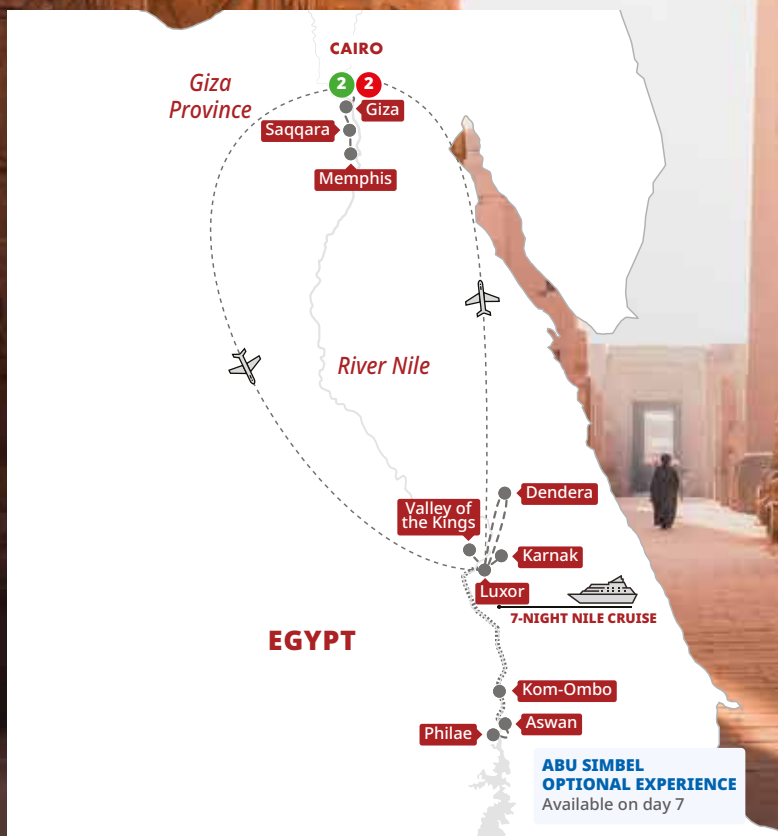 CAIRO
Giza
Province
2
2
Giza
Saqqara
Memphis
River Nile
Dendera
Valley of
the Kings
Karnak
Luxor
7-NIGHT NILE CRUISE
EGYPT
Kom-Ombo
Aswan
Philae
ABU SIMBEL
OPTIONAL EXPERIENCE
Available on day 7